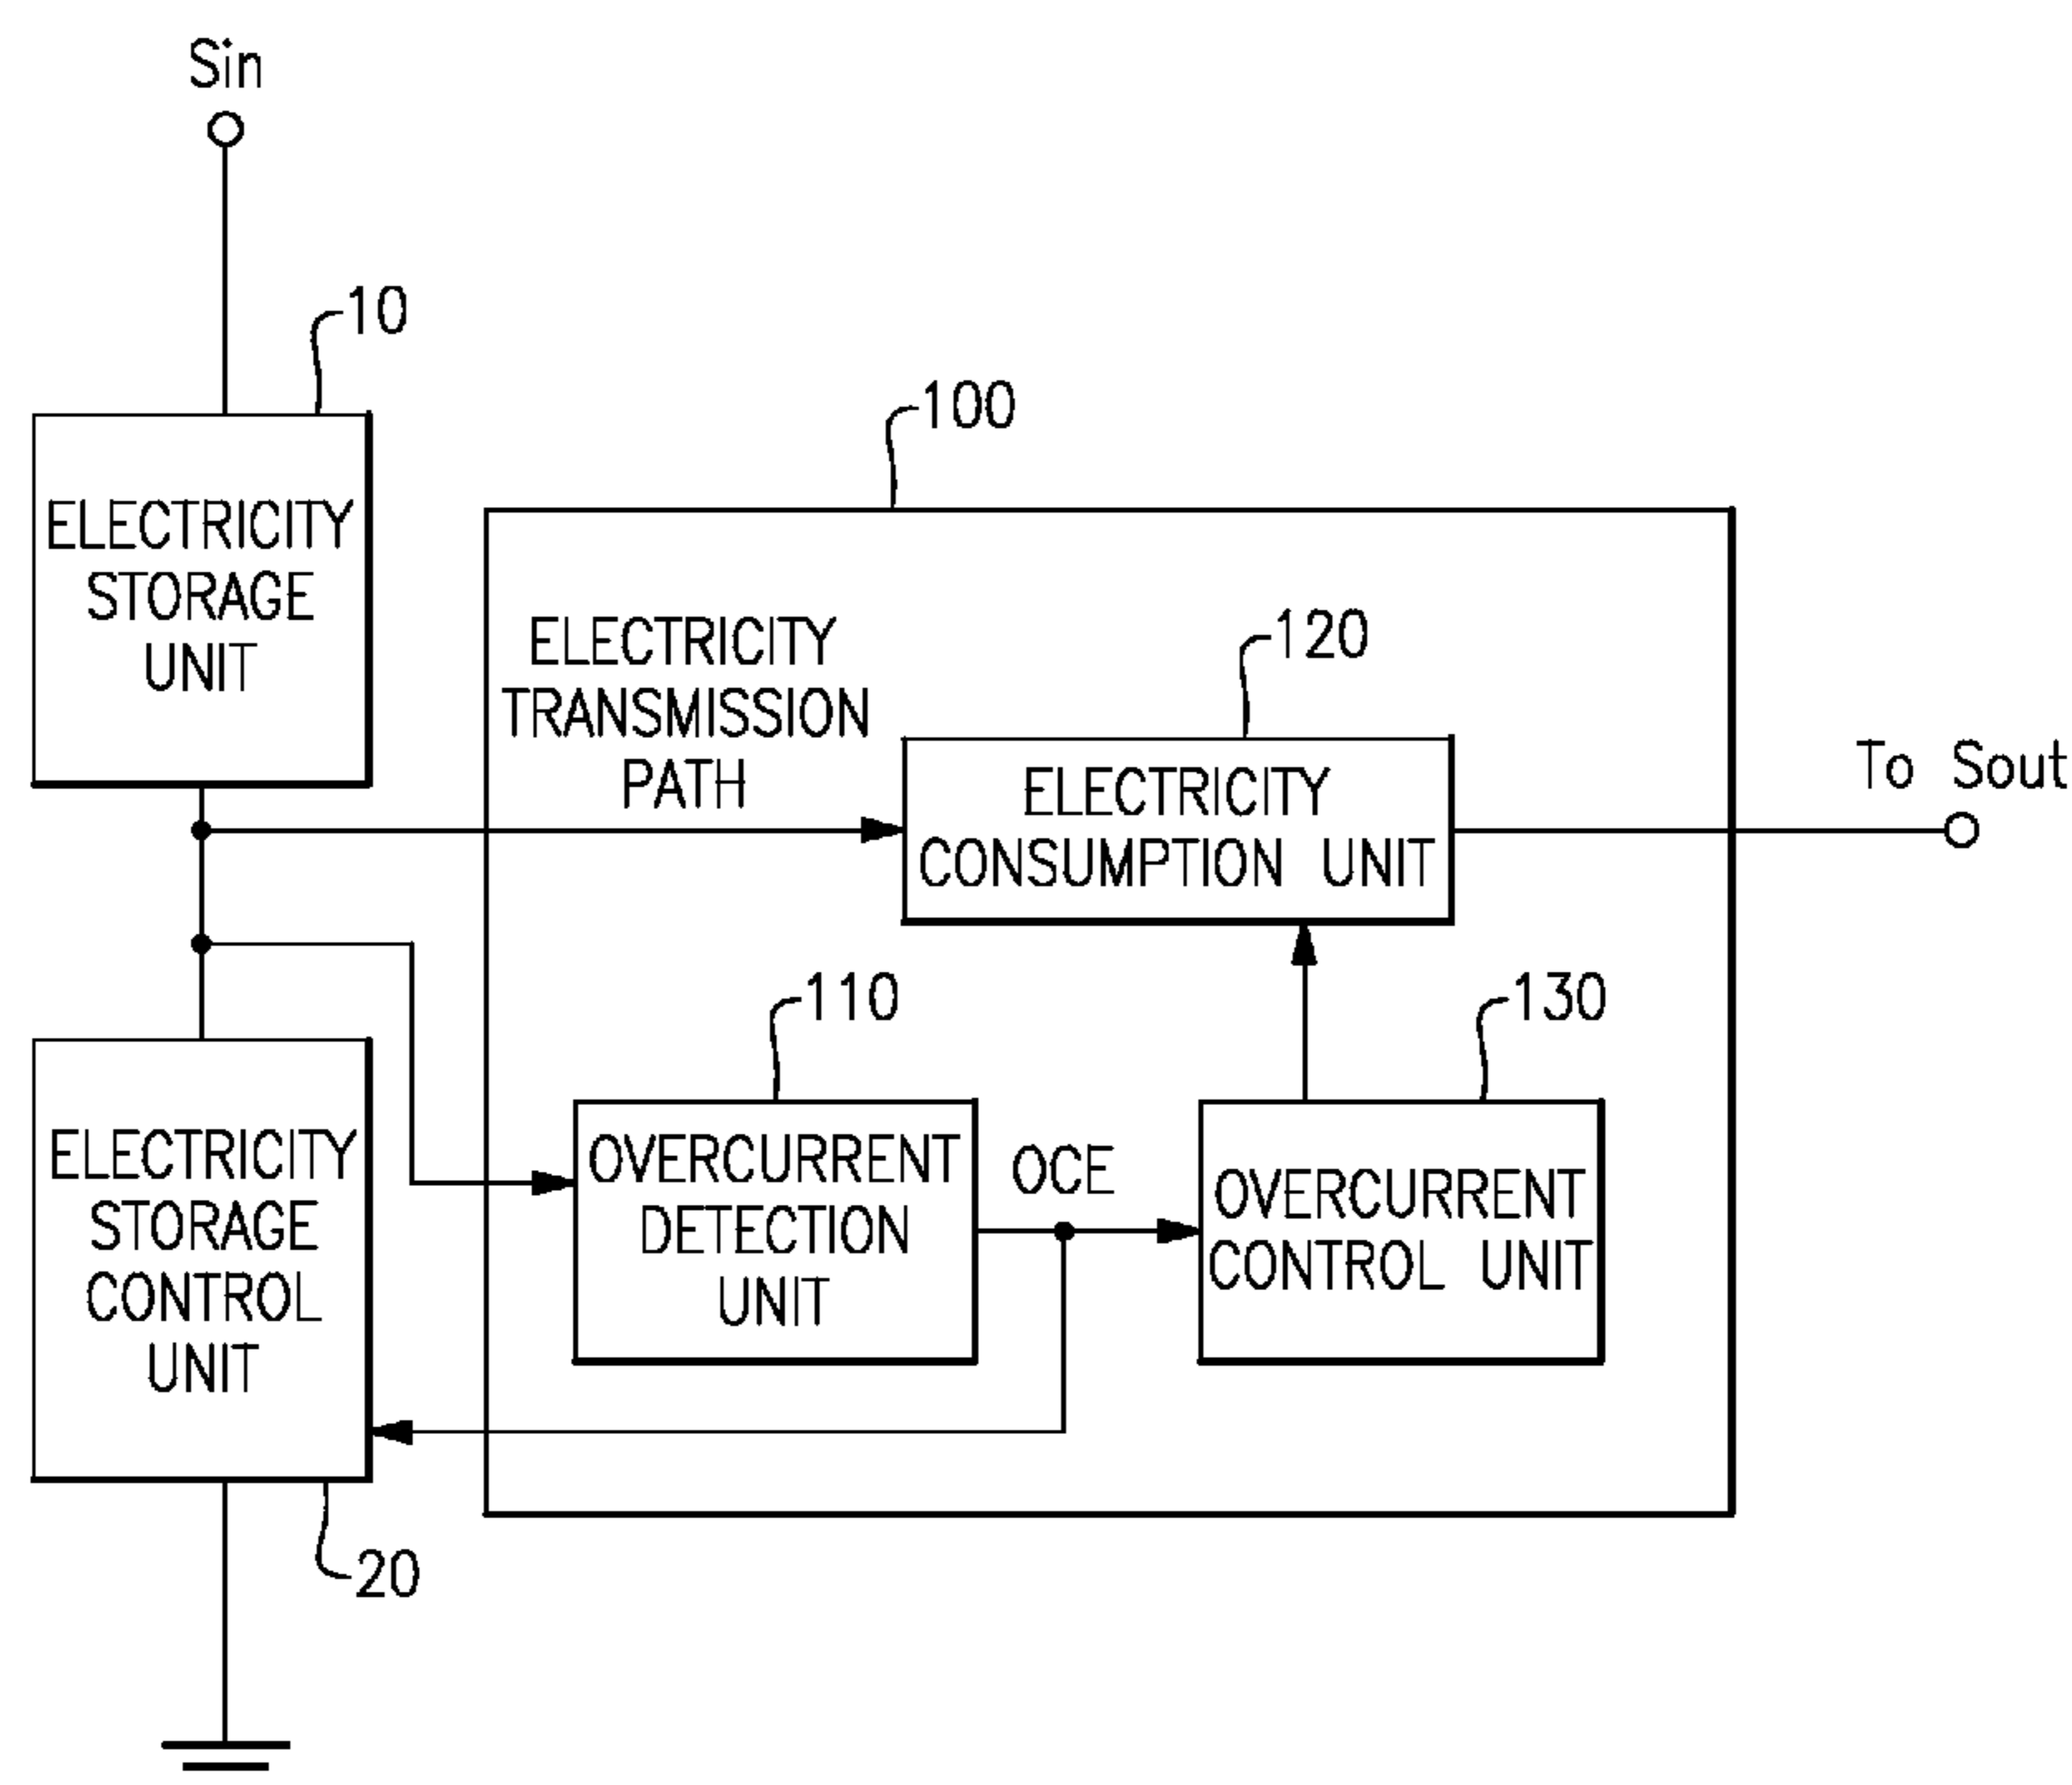 Sin
10
ELECTRICITY
STORAGE
UNIT
100
ELECTRICITY
TRANSMISSION
PATH
120
ELECTRICITY
CONSUMPTION UNIT
To Sout
110
130
ELECTRICITY
STORAGE
CONTROL
UNIT
OVERCURRENT
DETECTION
UNIT
OCE
OVERCURRENT
CONTROL UNIT
20